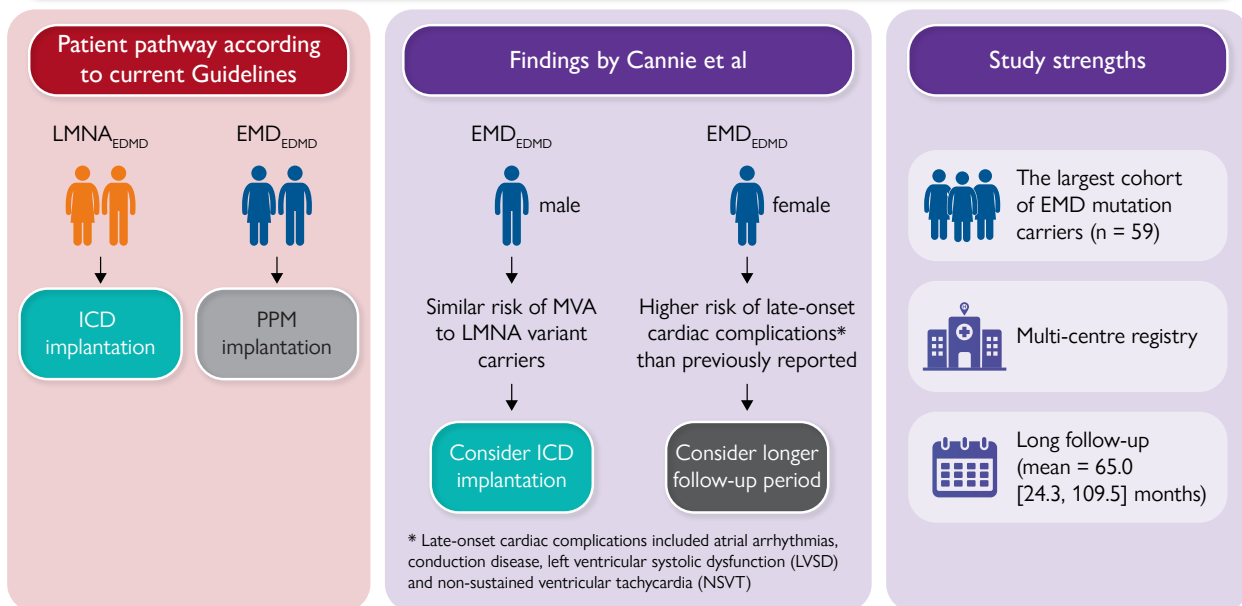 Patient pathway according
to current Guidelines
LMNA_EDMD
EMD_EDMD
ICD
implantation
PPM
implantation
Findings by Cannie et al
EMD_EDMD
male
Similar risk of MVA
to LMNA variant
carriers
Consider ICD
implantation
EMD_EDMD
female
Higher risk of late-onset
cardiac complications*
than previously reported
Consider longer
follow-up period
* Late-onset cardiac complications included atrial arrhythmias,
conduction disease, left ventricular systolic dysfunction (LVSD)
and non-sustained ventricular tachycardia (NSVT)
Study strengths
The largest cohort
of EMD mutation
carriers (n = 59)
Multi-centre registry
Long follow-up
(mean = 65.0
[24.3, 109.5] months)